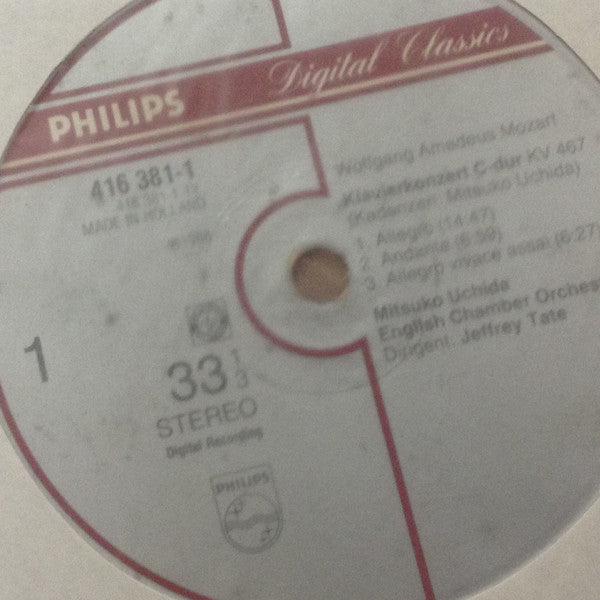 PHILIPS Digital Classics
416 381-1
MADE IN HOLLAND
1
33 1/3
STEREO
Digital Recording
PHILIPS
Wolfgang Amadeus Mozart
Klavierkonzert C-dur KV 467
(Kadenzen: Mitsuko Uchida)
1. Allegro (14:47)
2. Andante (6:59)
3. Allegro vivace assai (6:27)
Mitsuko Uchida
English Chamber Orches
Dirigent: Jeffrey Tate